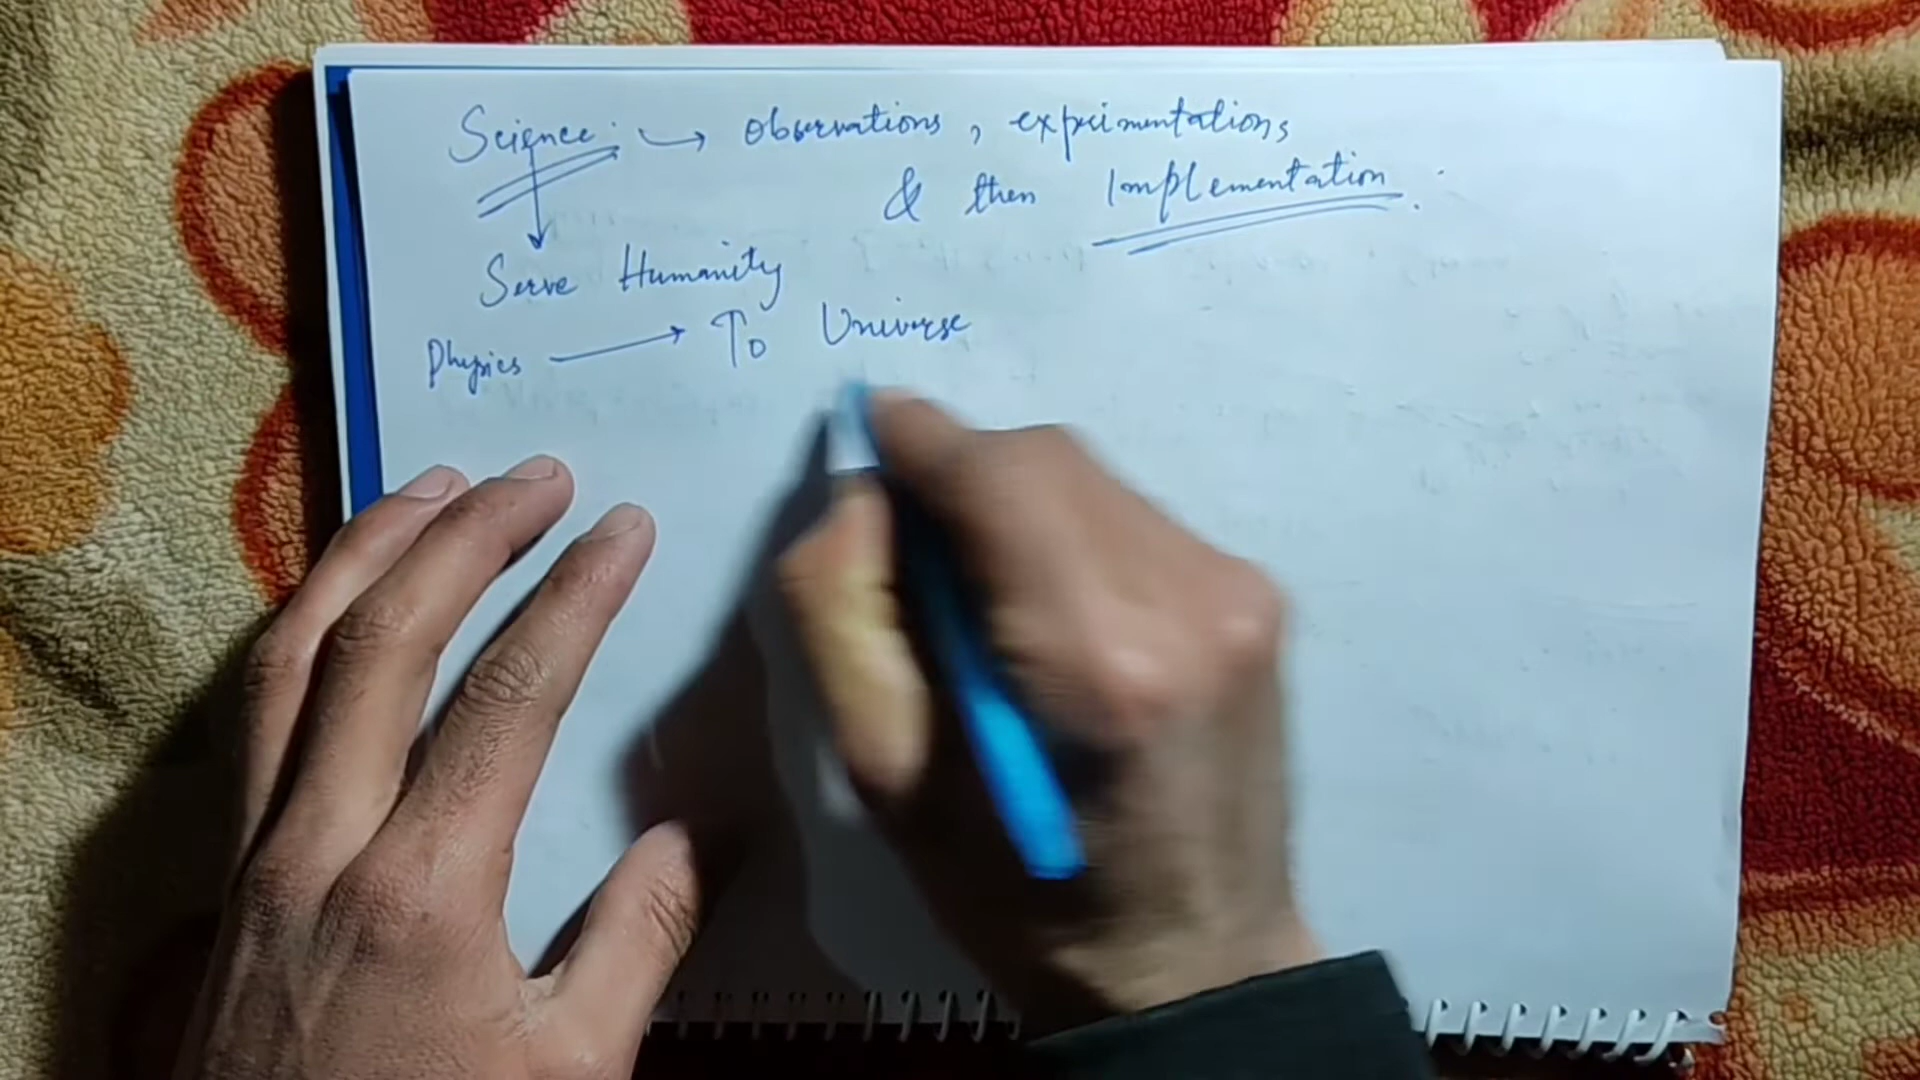 Science: → observations, experimentations
& then Implementation.
Serve Humanity
Physics → To Universe